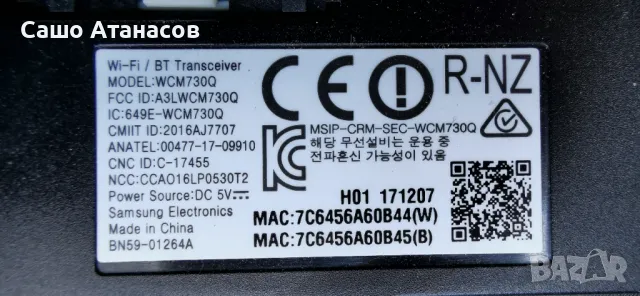 Сашо Атанасов
Wi-Fi / BT Transceiver
MODEL:WCM730Q
FCC ID:A3LWCM730Q
IC:649E-WCM730Q
CMIIT ID:2016AJ7707
ANATEL:00477-17-09910
CNC ID:C-17455
NCC:CCAO16LP0530T2
Power Source:DC 5V⎓
Samsung Electronics
Made in China
BN59-01264A
CE
R-NZ
MSIP-CRM-SEC-WCM730Q
해당 무선설비는 운용 중
전파혼신 가능성이 있음
H01 171207
MAC:7C6456A60B44(W)
MAC:7C6456A60B45(B)
BAZAR
bg